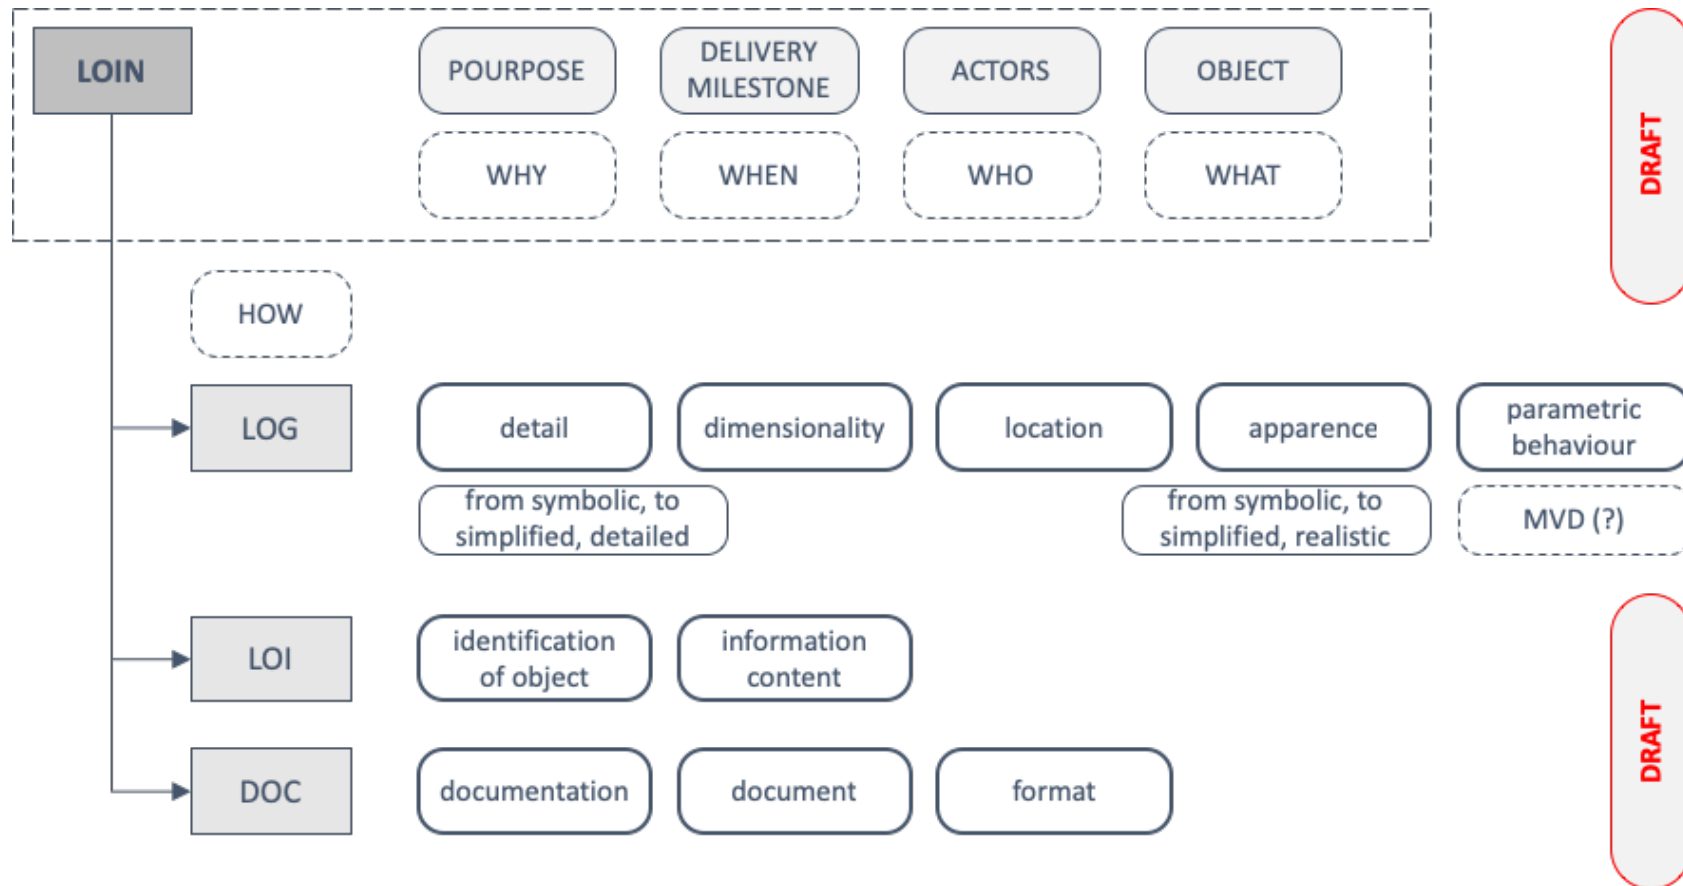 LOIN
POURPOSE
DELIVERY
MILESTONE
ACTORS
OBJECT
WHY
WHEN
WHO
WHAT
DRAFT
HOW
LOG
detail
dimensionality
location
apparence
parametric
behaviour
from symbolic, to
simplified, detailed
from symbolic, to
simplified, realistic
MVD (?)
LOI
identification
of object
information
content
DRAFT
DOC
documentation
document
format